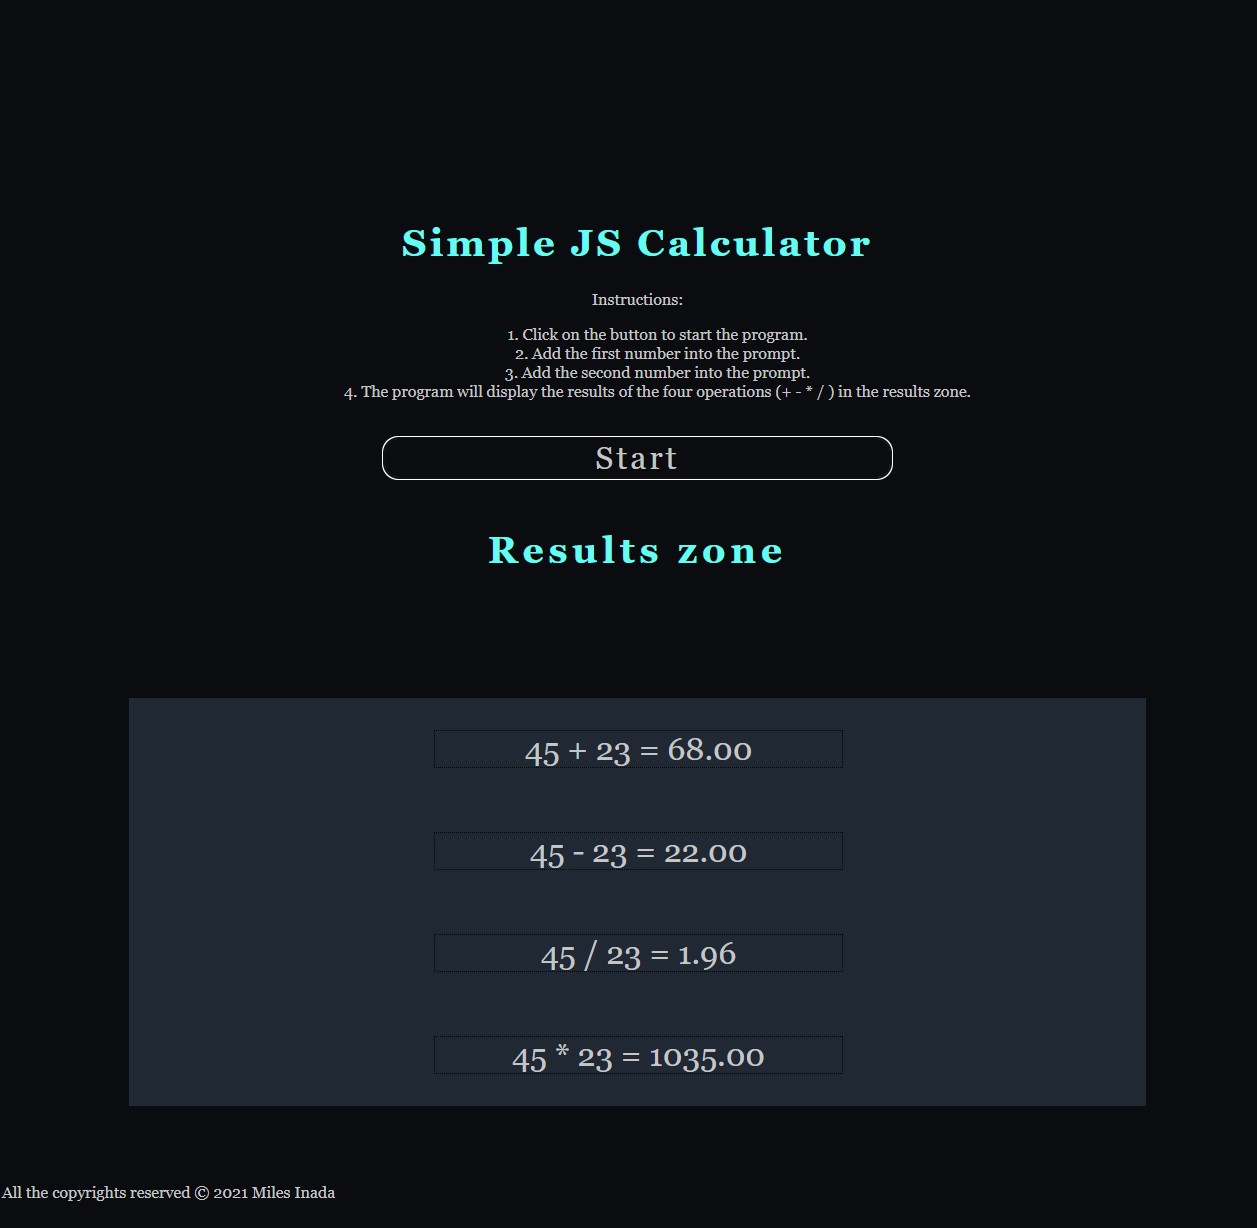 Simple JS Calculator
Instructions:
1. Click on the button to start the program.
2. Add the first number into the prompt.
3. Add the second number into the prompt.
4. The program will display the results of the four operations (+ - * / ) in the results zone.
Start
Results zone
45 + 23 = 68.00
45 - 23 = 22.00
45 / 23 = 1.96
45 * 23 = 1035.00
All the copyrights reserved © 2021 Miles Inada